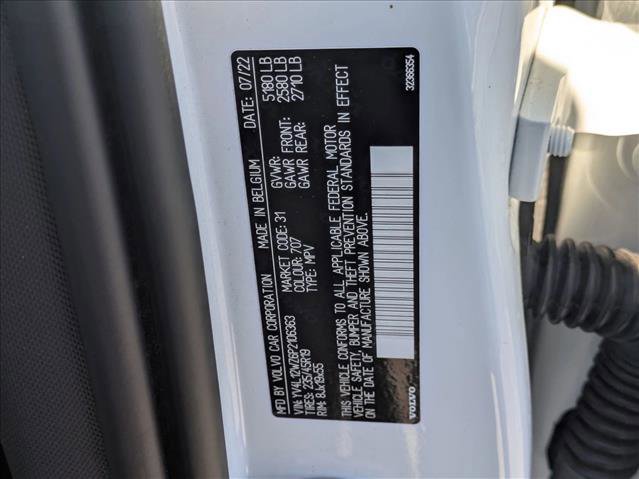 MFD BY VOLVO CAR CORPORATION MADE IN BELGIUM DATE: 07/22
VIN: YV4L12WZ6P2106363 MARKET CODE: 31 GVWR: 5180 LB
TIRES: 235/45R19 COLOUR: 707 GAWR FRONT: 2580 LB
RIM: 8Jx19x55 TYPE: MPV GAWR REAR: 2710 LB
THIS VEHICLE CONFORMS TO ALL APPLICABLE FEDERAL MOTOR
VEHICLE SAFETY, BUMPER AND THEFT PREVENTION STANDARDS IN EFFECT
ON THE DATE OF MANUFACTURE SHOWN ABOVE.
VOLVO 32366354